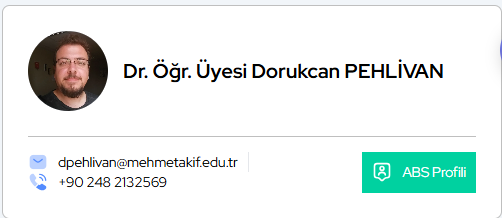 Dr. Öğr. Üyesi Dorukcan PEHLİVAN
dpehlivan@mehmetakif.edu.tr
+90 248 2132569
ABS Profili